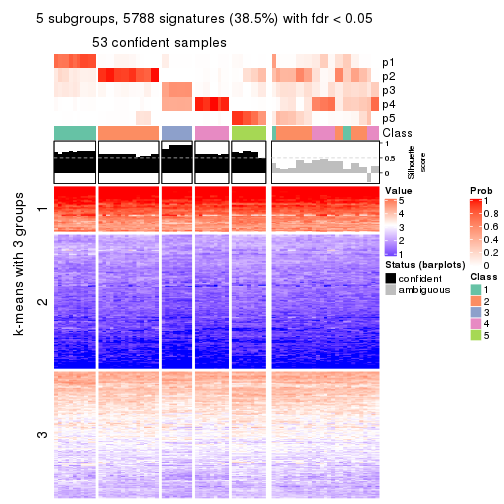 5 subgroups, 5788 signatures (38.5%) with fdr < 0.05
53 confident samples
p1
p2
p3
p4
p5
Class
1
0.5
0
Silhouette
score
k-means with 3 groups
1
2
3
Value
5
4
3
2
1
Status (barplots)
confident
ambiguous
Prob
1
0.8
0.6
0.4
0.2
0
Class
1
2
3
4
5